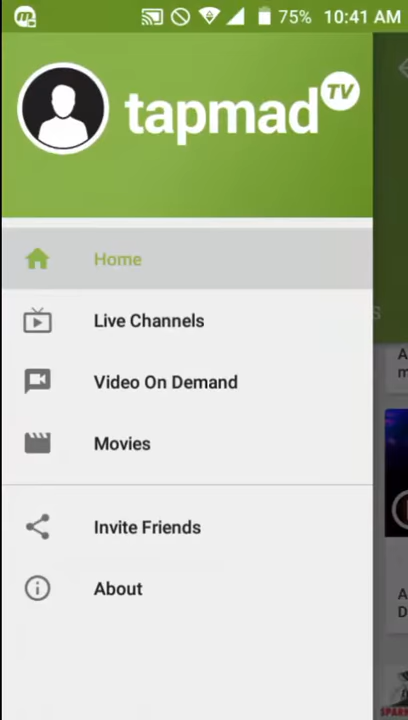 75% 10:41 AM
tapmad TV
Home
Live Channels
Video On Demand
Movies
Invite Friends
About